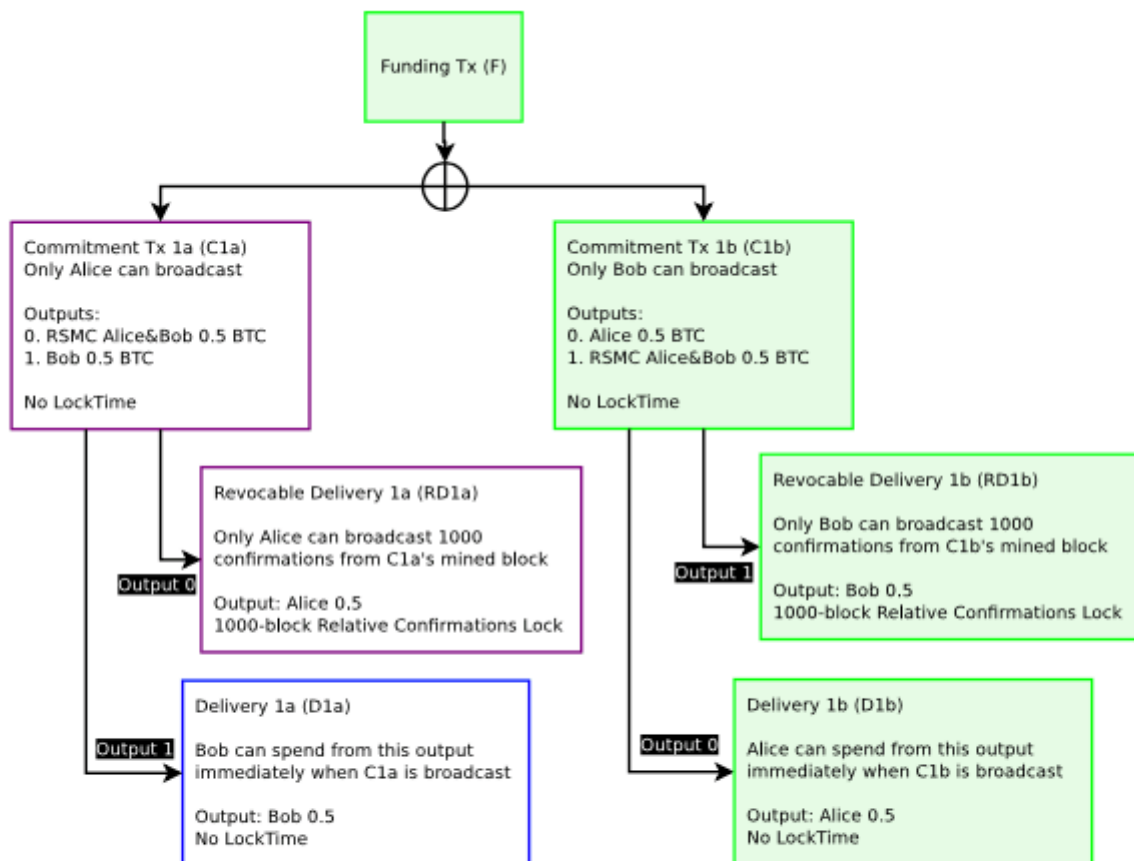 Funding Tx (F)
Commitment Tx 1a (C1a)
Only Alice can broadcast
Outputs:
0. RSMC Alice&Bob 0.5 BTC
1. Bob 0.5 BTC
No LockTime
Commitment Tx 1b (C1b)
Only Bob can broadcast
Outputs:
0. Alice 0.5 BTC
1. RSMC Alice&Bob 0.5 BTC
No LockTime
Revocable Delivery 1a (RD1a)
Only Alice can broadcast 1000
confirmations from C1a's mined block
Output: Alice 0.5
1000-block Relative Confirmations Lock
Output 0
Revocable Delivery 1b (RD1b)
Only Bob can broadcast 1000
confirmations from C1b's mined block
Output: Bob 0.5
1000-block Relative Confirmations Lock
Output 1
Delivery 1a (D1a)
Bob can spend from this output
immediately when C1a is broadcast
Output: Bob 0.5
No LockTime
Output 1
Delivery 1b (D1b)
Alice can spend from this output
immediately when C1b is broadcast
Output: Alice 0.5
No LockTime
Output 0